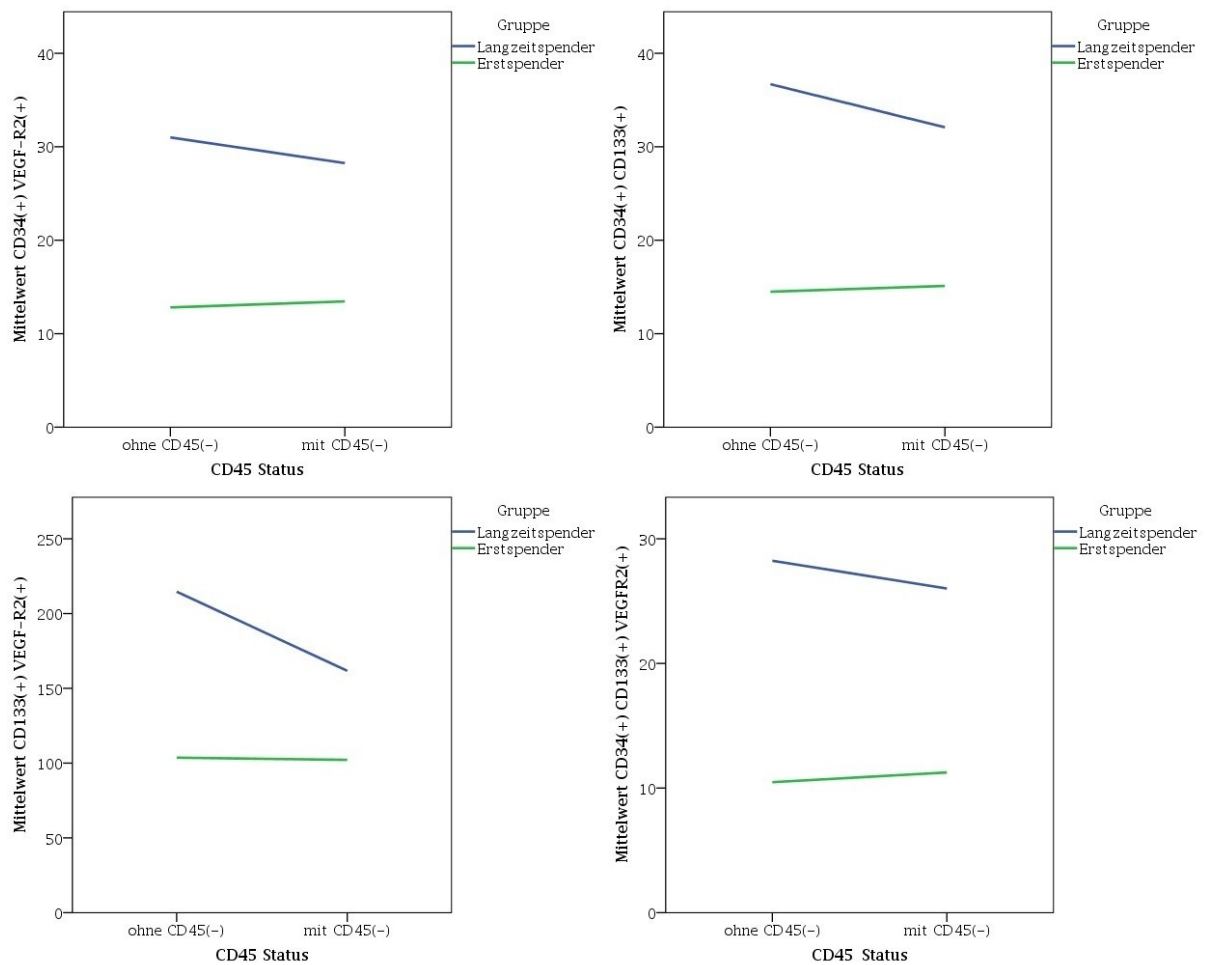 Gruppe
Langzeitspender
Erstspender
Mittelwert CD34(+) VEGF-R2(+)
40
30
20
10
0
ohne CD45(-)
mit CD45(-)
CD45 Status
Gruppe
Langzeitspender
Erstspender
Mittelwert CD34(+) CD133(+)
40
30
20
10
0
ohne CD45(-)
mit CD45(-)
CD45 Status
Gruppe
Langzeitspender
Erstspender
Mittelwert CD133(+) VEGF-R2(+)
250
200
150
100
50
0
ohne CD45(-)
mit CD45(-)
CD45 Status
Gruppe
Langzeitspender
Erstspender
Mittelwert CD34(+) CD133(+) VEGFR2(+)
30
20
10
0
ohne CD45(-)
mit CD45(-)
CD45 Status